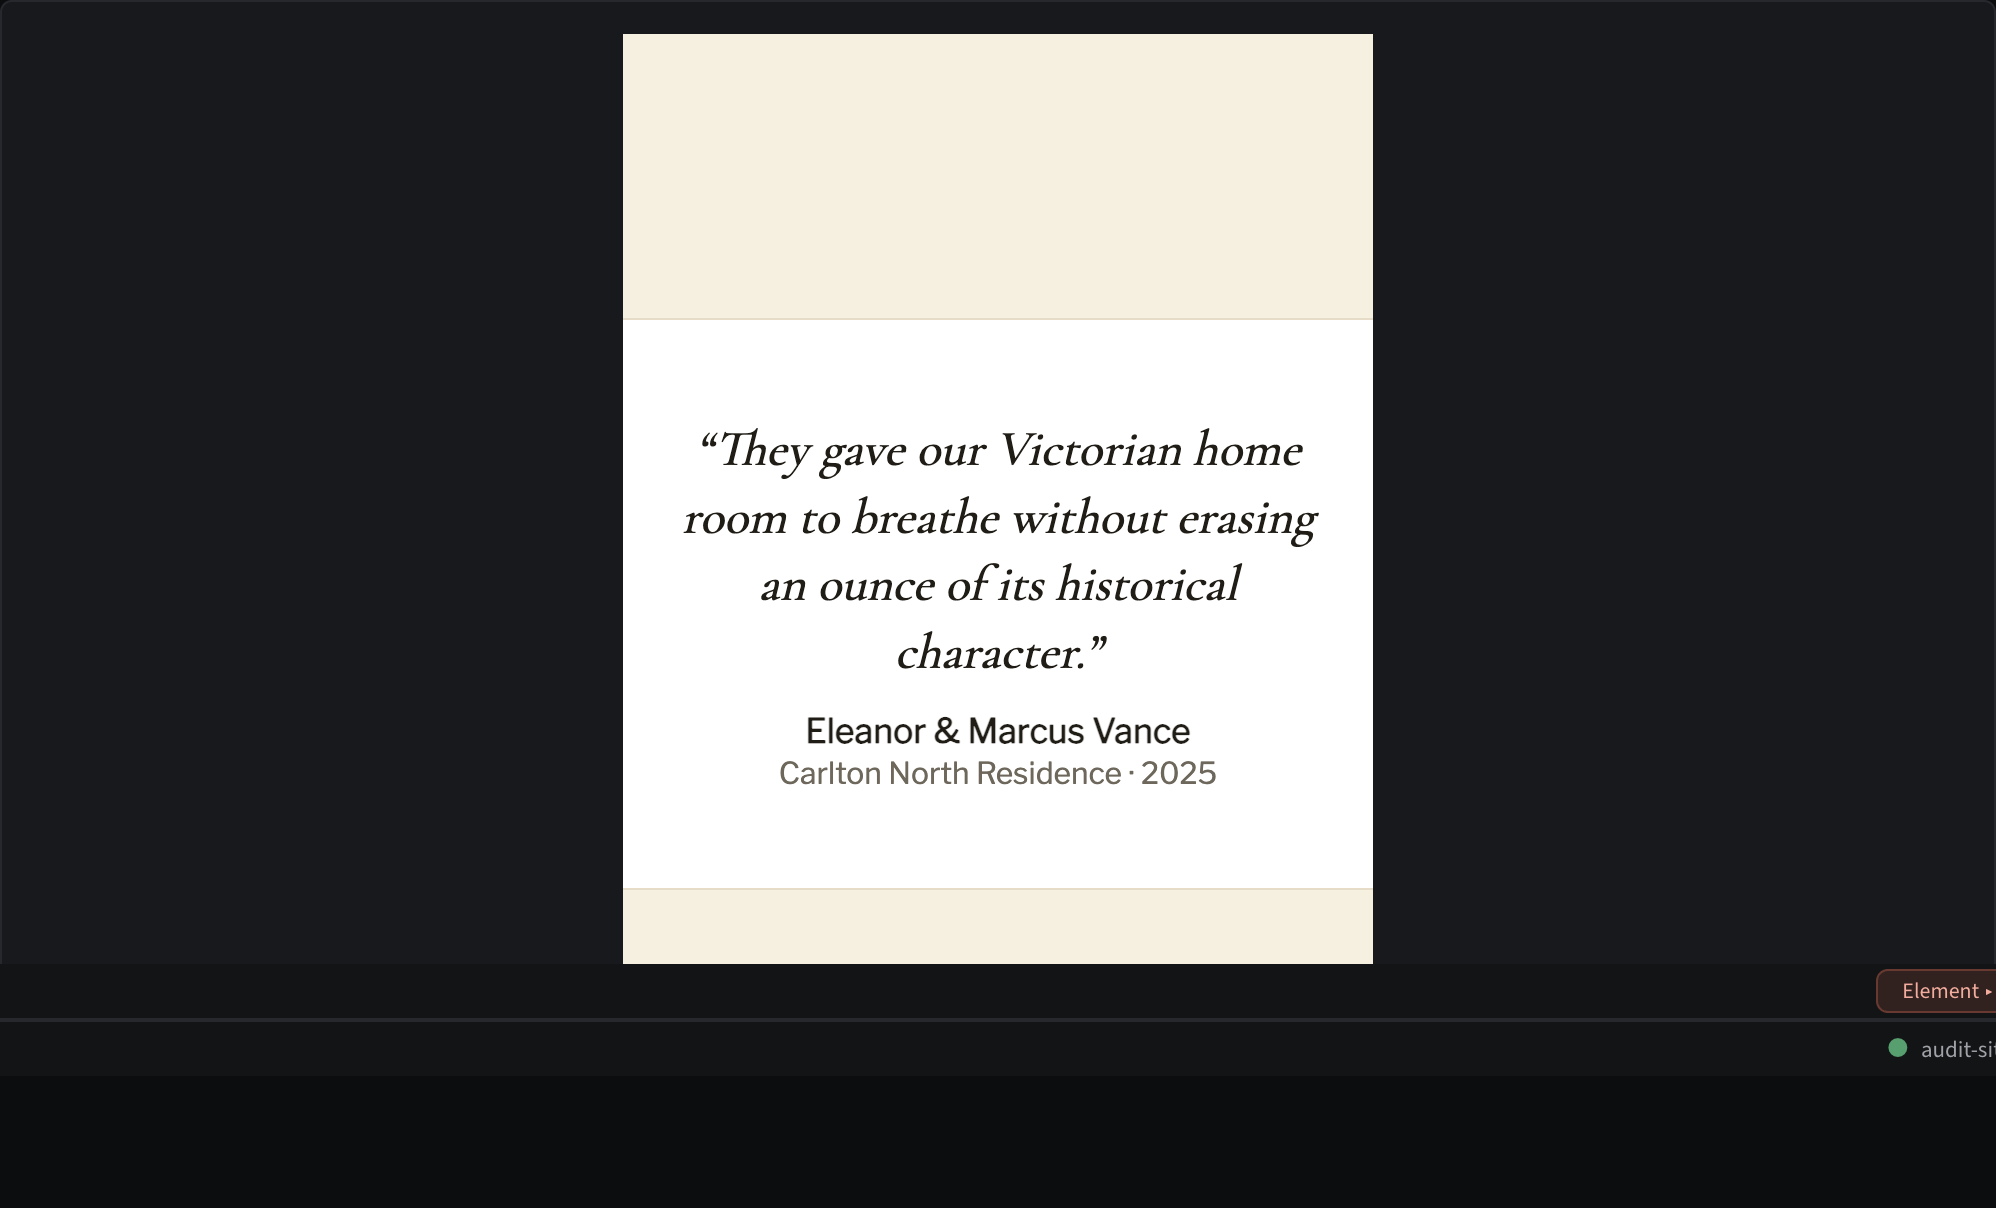 “They gave our Victorian home
room to breathe without erasing
an ounce of its historical
character.”
Eleanor & Marcus Vance
Carlton North Residence · 2025
Element ▸
audit-sit